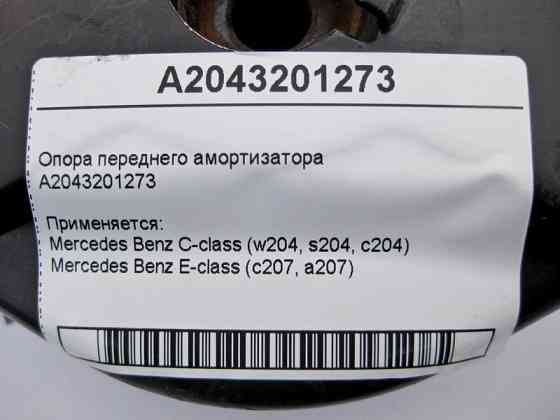 A2043201273
Опора переднего амортизатора
A2043201273
Применяется:
Mercedes Benz C-class (w204, s204, c204)
Mercedes Benz E-class (c207, a207)